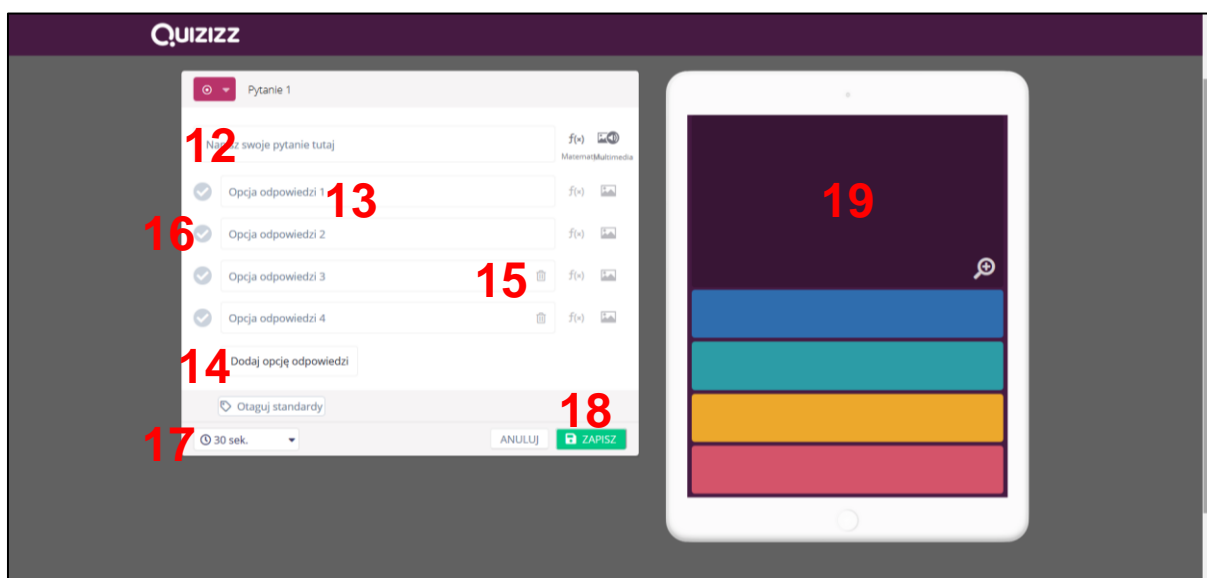 QUIZIZZ
Pytanie 1
12 Napisz swoje pytanie tutaj f(x)
Matemat Multimedia
Opcja odpowiedzi 1 13 f(x)
16 Opcja odpowiedzi 2 f(x)
Opcja odpowiedzi 3 15 f(x)
Opcja odpowiedzi 4 f(x)
14 Dodaj opcję odpowiedzi
Otaguj standardy
17 30 sek. ANULUJ 18 ZAPISZ
19